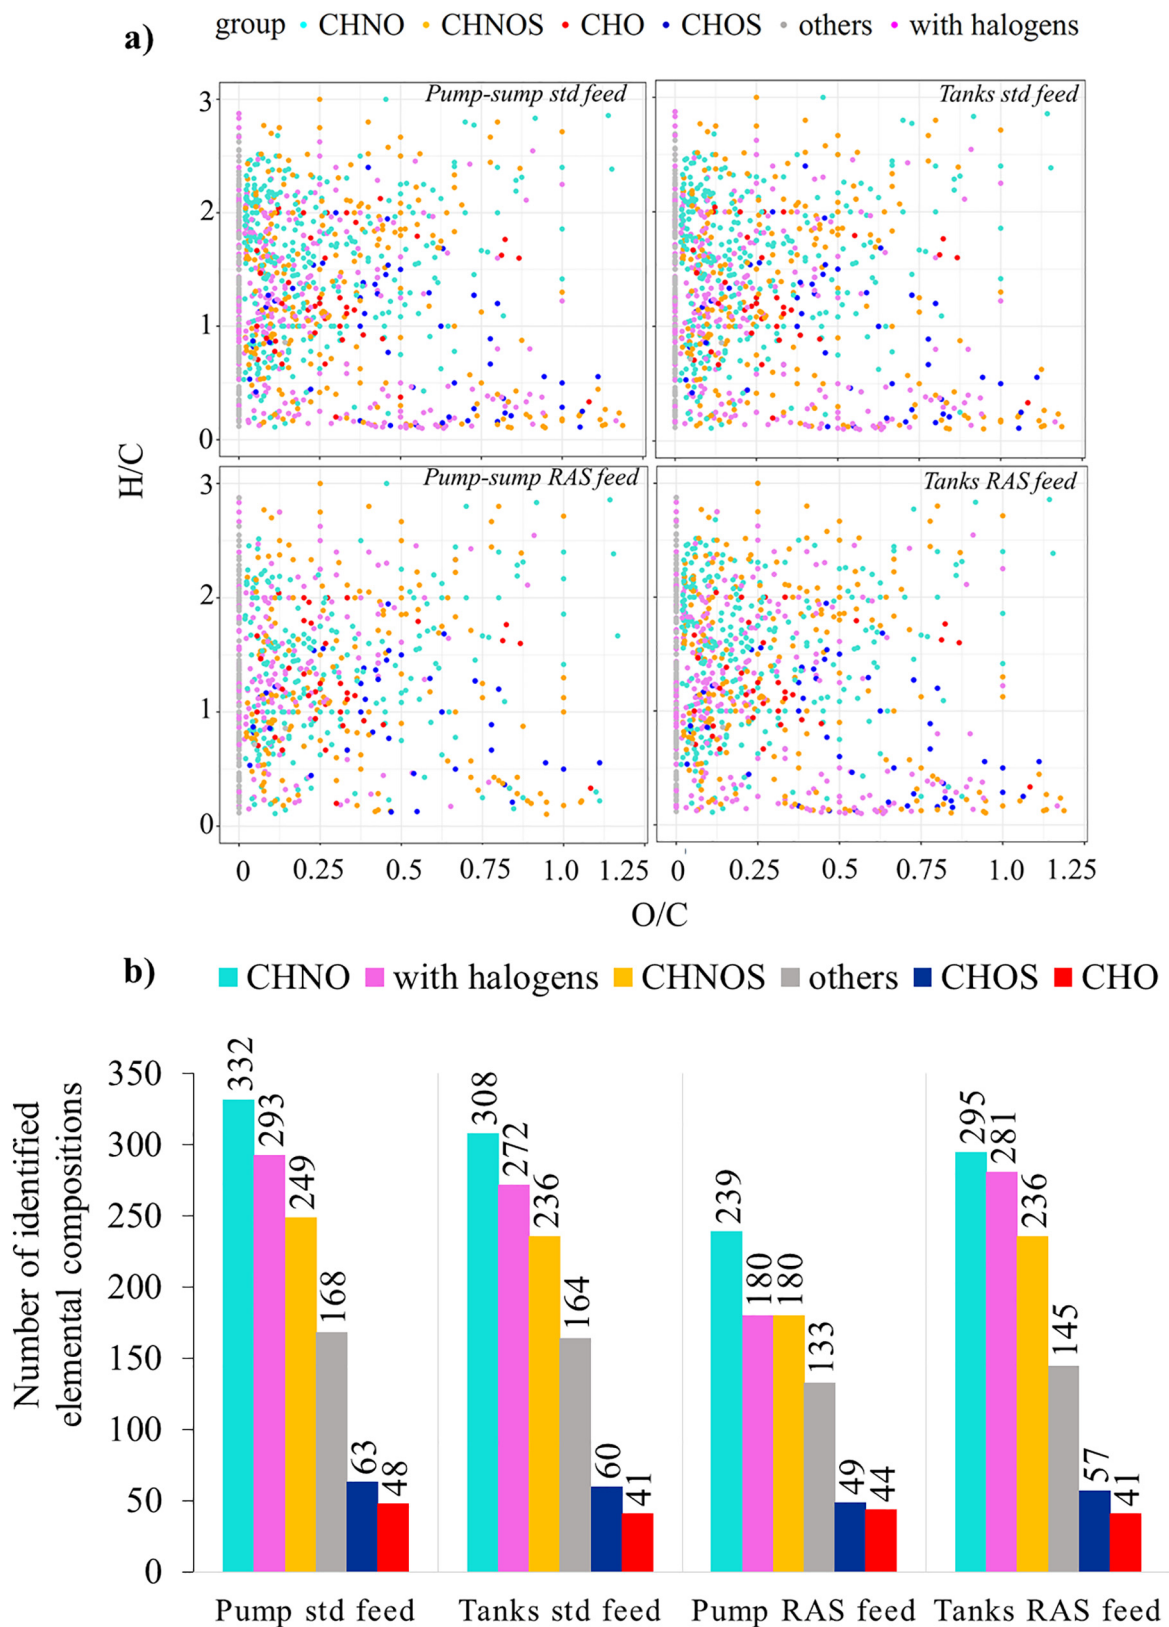 a)
group CHNO CHNOS CHO CHOS others with halogens
Pump-sump std feed
Tanks std feed
3
2
1
0
H/C
Pump-sump RAS feed
Tanks RAS feed
3
2
1
0
0 0.25 0.5 0.75 1.0 1.25 0 0.25 0.5 0.75 1.0 1.25
O/C
b)
CHNO with halogens CHNOS others CHOS CHO
Number of identified
elemental compositions
350
300
250
200
150
100
50
0
332 293 249 168 63 48
308 272 236 164 60 41
239 180 180 133 49 44
295 281 236 145 57 41
Pump std feed Tanks std feed Pump RAS feed Tanks RAS feed